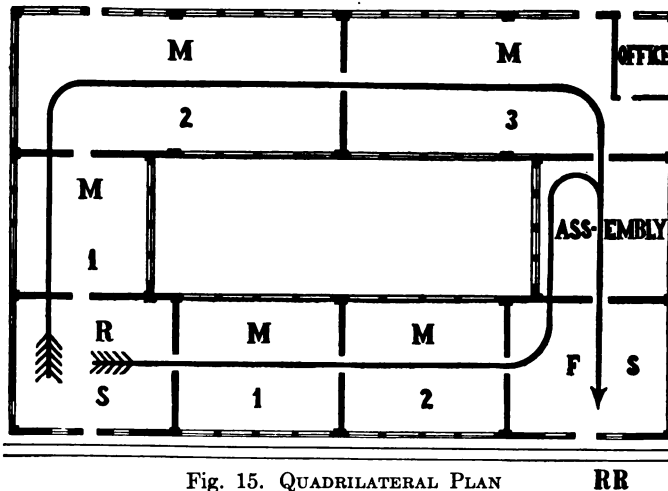 M M OFFICE
2 3
M
1
ASS-EMBLY
R M M
F S
S 1 2
Fig. 15. QUADRILATERAL PLAN RR